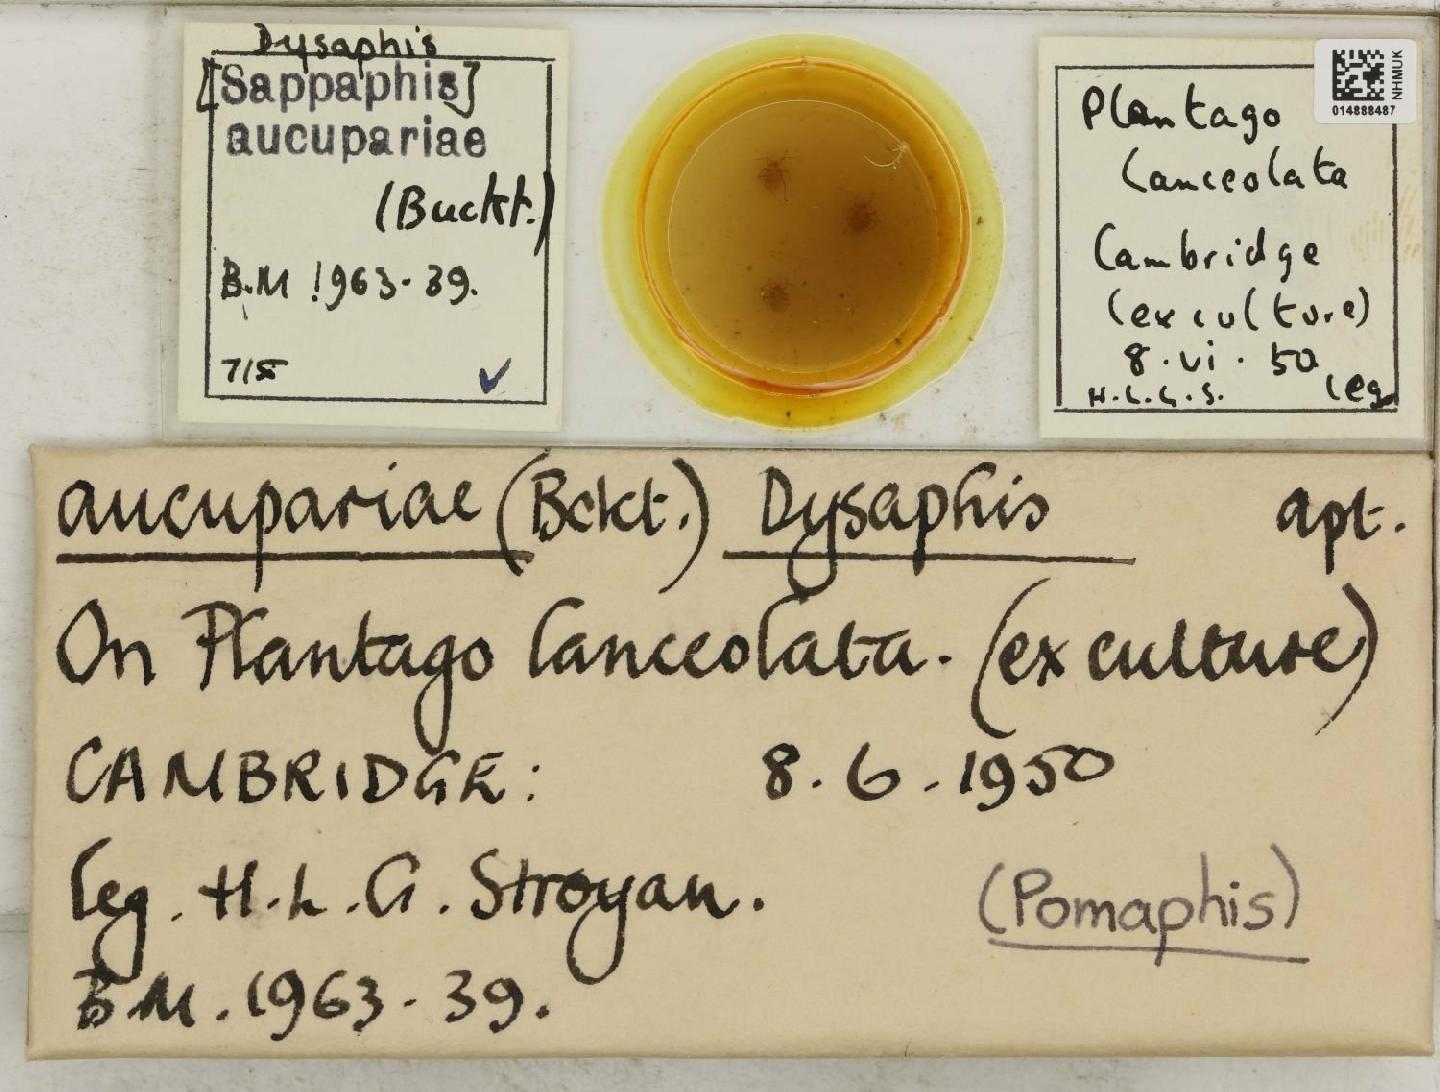 Dysaphis
[Sappaphis]
aucupariae
(Buckt.)
B.M 1963-39.
NHMUK
014888487
Plantago
lanceolata
Cambridge
(ex culture)
8.vi.50
H.L.G.S. leg
aucupariae (Bckt.) Dysaphis apt.
On Plantago lanceolata. (ex culture)
CAMBRIDGE: 8.6.1950
leg. H.L.G. Stroyan.
(Pomaphis)
B.M. 1963-39.